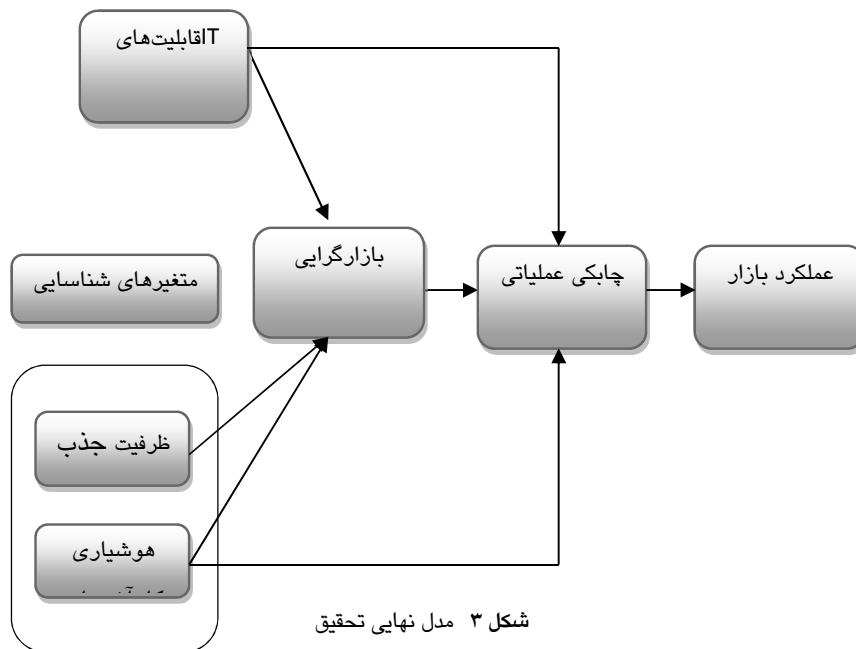 قابلیت‌های IT
بازارگرایی
چابکی عملیاتی
عملکرد بازار
متغیرهای شناسایی
ظرفیت جذب
هوشیاری
شکل ۳ مدل نهایی تحقیق